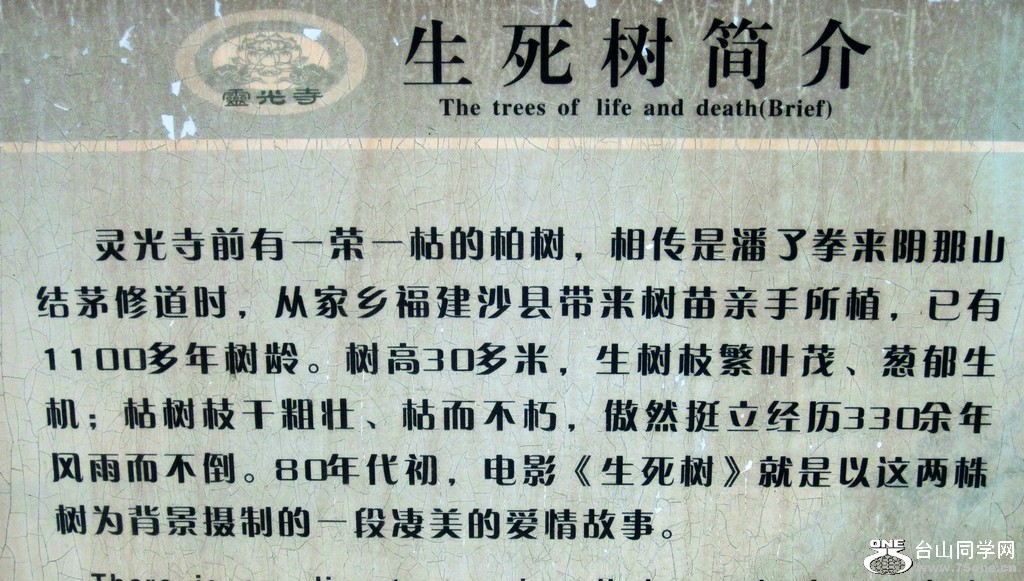 靈光寺
生死树简介
The trees of life and death(Brief)
灵光寺前有一荣一枯的柏树，相传是潘了拳来阴那山
结茅修道时，从家乡福建沙县带来树苗亲手所植，已有
1100多年树龄。树高30多米，生树枝繁叶茂、葱郁生
机；枯树枝干粗壮、枯而不朽，傲然挺立经历330余年
风雨而不倒。80年代初，电影《生死树》就是以这两株
树为背景摄制的一段凄美的爱情故事。
There is
ONE
台山同学网
www.75one.cn